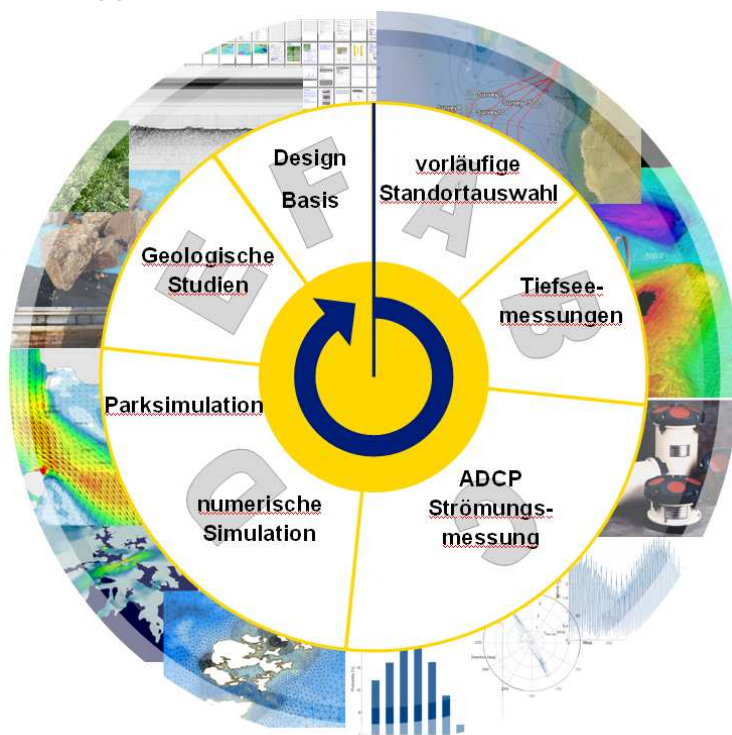 A
vorläufige
Standortauswahl
B
Tiefsee-
messungen
C
ADCP
Strömungs-
messung
D
Parksimulation
numerische
Simulation
E
Geologische
Studien
F
Design
Basis